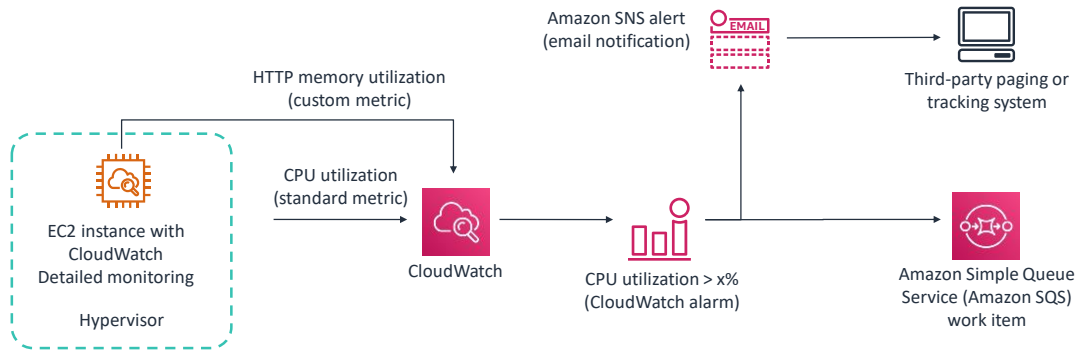 Amazon SNS alert
(email notification)
EMAIL
Third-party paging or
tracking system
HTTP memory utilization
(custom metric)
CPU utilization
(standard metric)
EC2 instance with
CloudWatch
Detailed monitoring
Hypervisor
CloudWatch
CPU utilization > x%
(CloudWatch alarm)
Amazon Simple Queue
Service (Amazon SQS)
work item